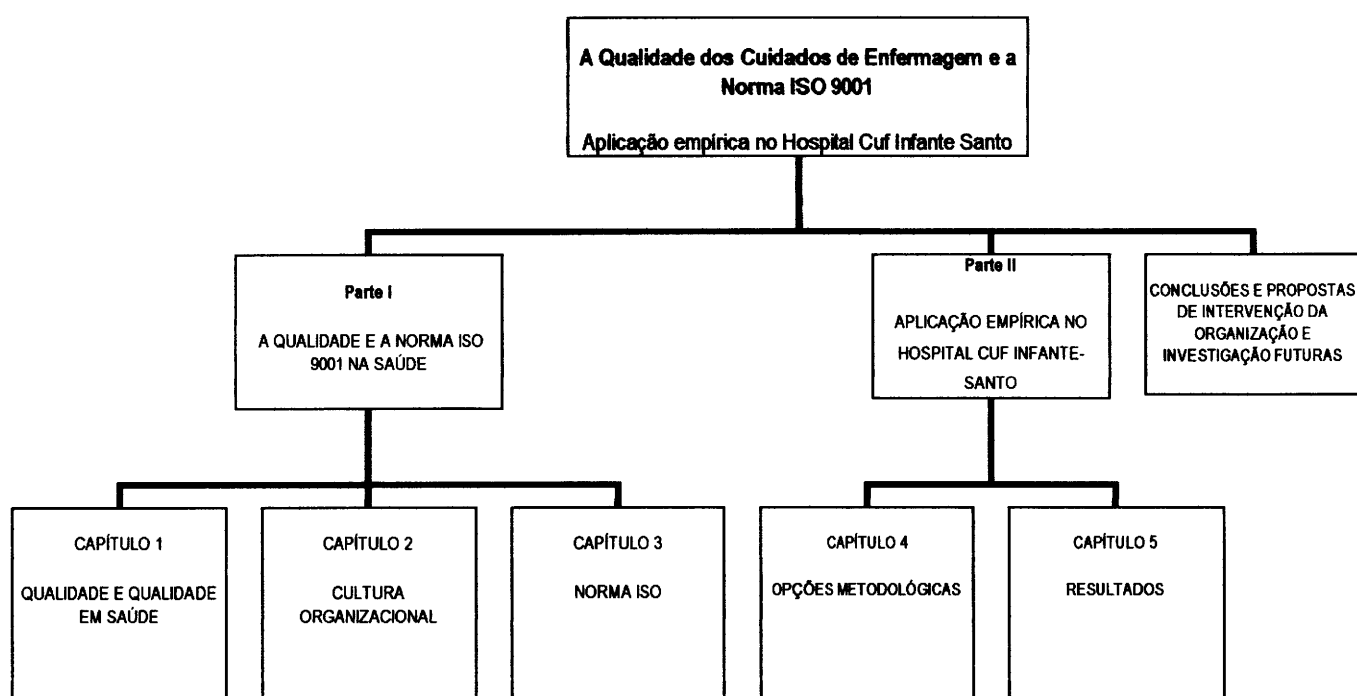 A Qualidade dos Cuidados de Enfermagem e a
Norma ISO 9001
Aplicação empírica no Hospital Cuf Infante Santo
Parte I
A QUALIDADE E A NORMA ISO
9001 NA SAÚDE
Parte II
APLICAÇÃO EMPÍRICA NO
HOSPITAL CUF INFANTE-
SANTO
CONCLUSÕES E PROPOSTAS
DE INTERVENÇÃO DA
ORGANIZAÇÃO E
INVESTIGAÇÃO FUTURAS
CAPÍTULO 1
QUALIDADE E QUALIDADE
EM SAÚDE
CAPÍTULO 2
CULTURA
ORGANIZACIONAL
CAPÍTULO 3
NORMA ISO
CAPÍTULO 4
OPÇÕES METODOLÓGICAS
CAPÍTULO 5
RESULTADOS